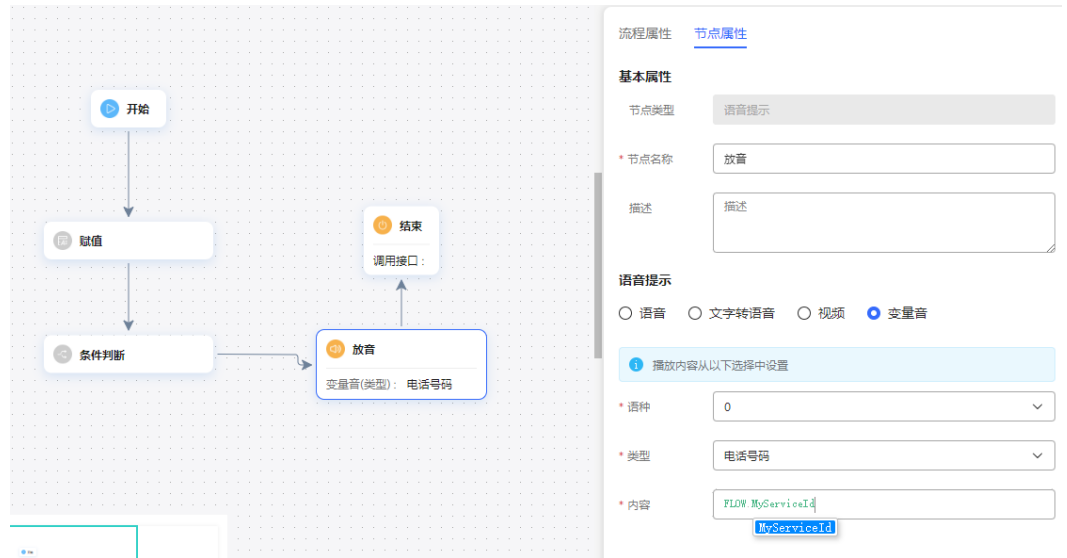 开始
赋值
条件判断
结束
调用接口：
放音
变量音(类型)： 电话号码
流程属性 节点属性
基本属性
节点类型 语音提示
* 节点名称 放音
描述 描述
语音提示
语音 文字转语音 视频 变量音
播放内容从以下选择中设置
* 语种 0
* 类型 电话号码
* 内容 FLOW.MyServiceId
MyServiceId